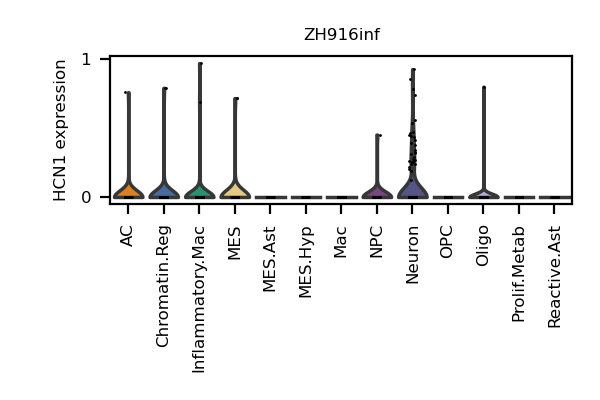 ZH916inf
HCN1 expression
1
0
AC
Chromatin.Reg
Inflammatory.Mac
MES
MES.Ast
MES.Hyp
Mac
NPC
Neuron
OPC
Oligo
Prolif.Metab
Reactive.Ast